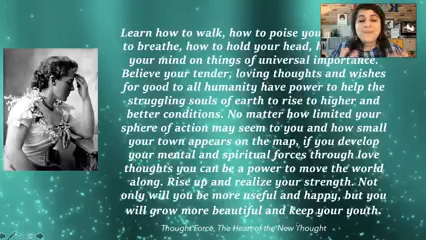 Learn how to walk, how to poise you
to breathe, how to hold your head,
your mind on things of universal importance.
Believe your tender, loving thoughts and wishes
for good to all humanity have power to help the
struggling souls of earth to rise to higher and
better conditions. No matter how limited your
sphere of action may seem to you and how small
your town appears on the map, if you develop
your mental and spiritual forces through love
thoughts you can be a power to move the world
along. Rise up and realize your strength. Not
only will you be more useful and happy, but you
will grow more beautiful and keep your youth.
Thought Force, The Heart of the New Thought